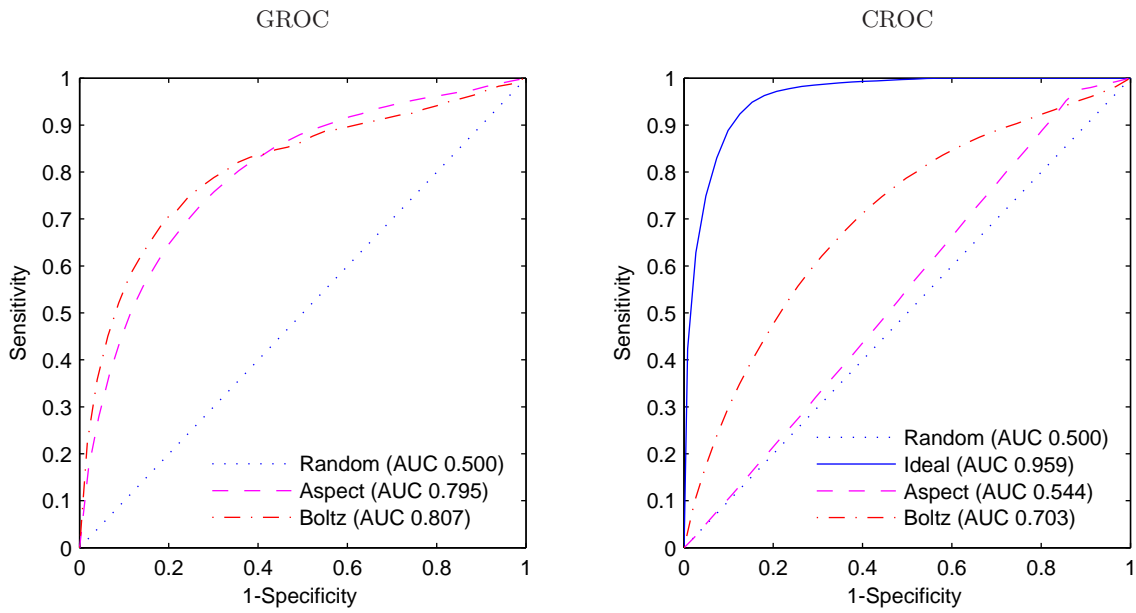 GROC
1
0.9
0.8
0.7
0.6
0.5
0.4
0.3
0.2
0.1
0
Sensitivity
Random (AUC 0.500)
Aspect (AUC 0.795)
Boltz (AUC 0.807)
0 0.2 0.4 0.6 0.8 1
1-Specificity
CROC
1
0.9
0.8
0.7
0.6
0.5
0.4
0.3
0.2
0.1
0
Sensitivity
Random (AUC 0.500)
Ideal (AUC 0.959)
Aspect (AUC 0.544)
Boltz (AUC 0.703)
0 0.2 0.4 0.6 0.8 1
1-Specificity